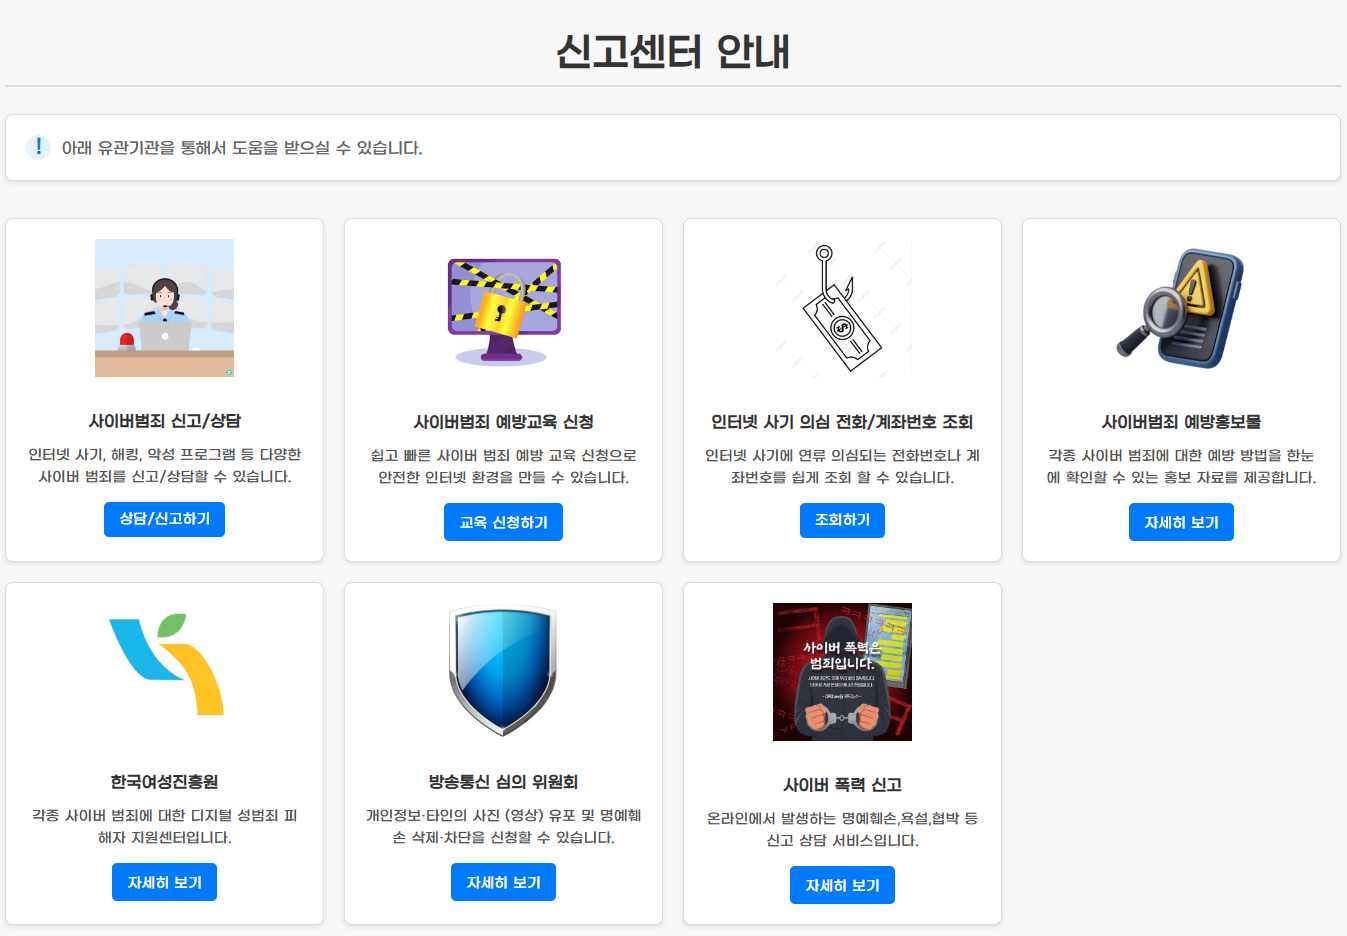 신고센터 안내
! 아래 유관기관을 통해서 도움을 받으실 수 있습니다.
사이버범죄 신고/상담
인터넷 사기, 해킹, 악성 프로그램 등 다양한
사이버 범죄를 신고/상담할 수 있습니다.
상담/신고하기
사이버범죄 예방교육 신청
쉽고 빠른 사이버 범죄 예방 교육 신청으로
안전한 인터넷 환경을 만들 수 있습니다.
교육 신청하기
인터넷 사기 의심 전화/계좌번호 조회
인터넷 사기에 연류 의심되는 전화번호나 계
좌번호를 쉽게 조회 할 수 있습니다.
조회하기
사이버범죄 예방홍보물
각종 사이버 범죄에 대한 예방 방법을 한눈
에 확인할 수 있는 홍보 자료를 제공합니다.
자세히 보기
한국여성진흥원
각종 사이버 범죄에 대한 디지털 성범죄 피
해자 지원센터입니다.
자세히 보기
방송통신 심의 위원회
개인정보·타인의 사진 (영상) 유포 및 명예훼
손 삭제·차단을 신청할 수 있습니다.
자세히 보기
사이버 폭력은
범죄입니다.
사이버 폭력 신고
온라인에서 발생하는 명예훼손,욕설,협박 등
신고 상담 서비스입니다.
자세히 보기